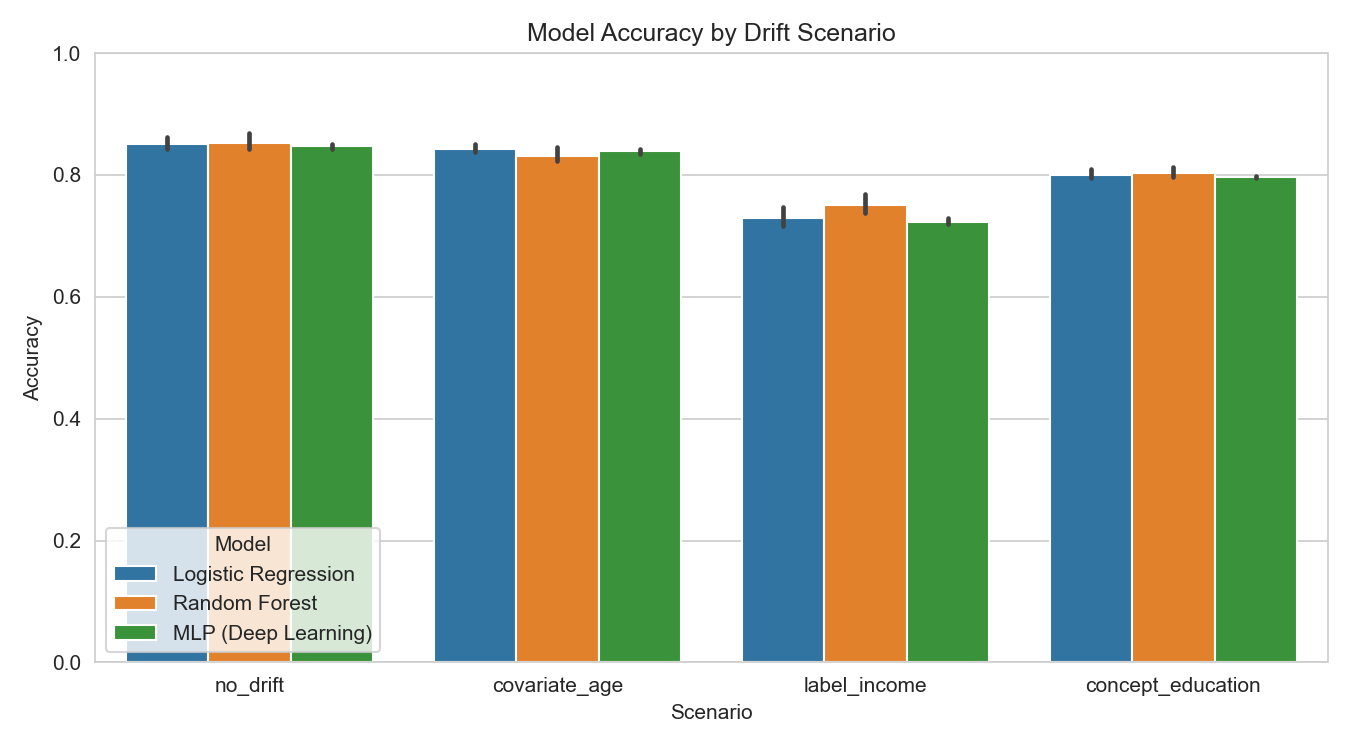 Model Accuracy by Drift Scenario
1.0
0.8
0.6
0.4
0.2
0.0
Accuracy
Model
Logistic Regression
Random Forest
MLP (Deep Learning)
no_drift
covariate_age
label_income
concept_education
Scenario